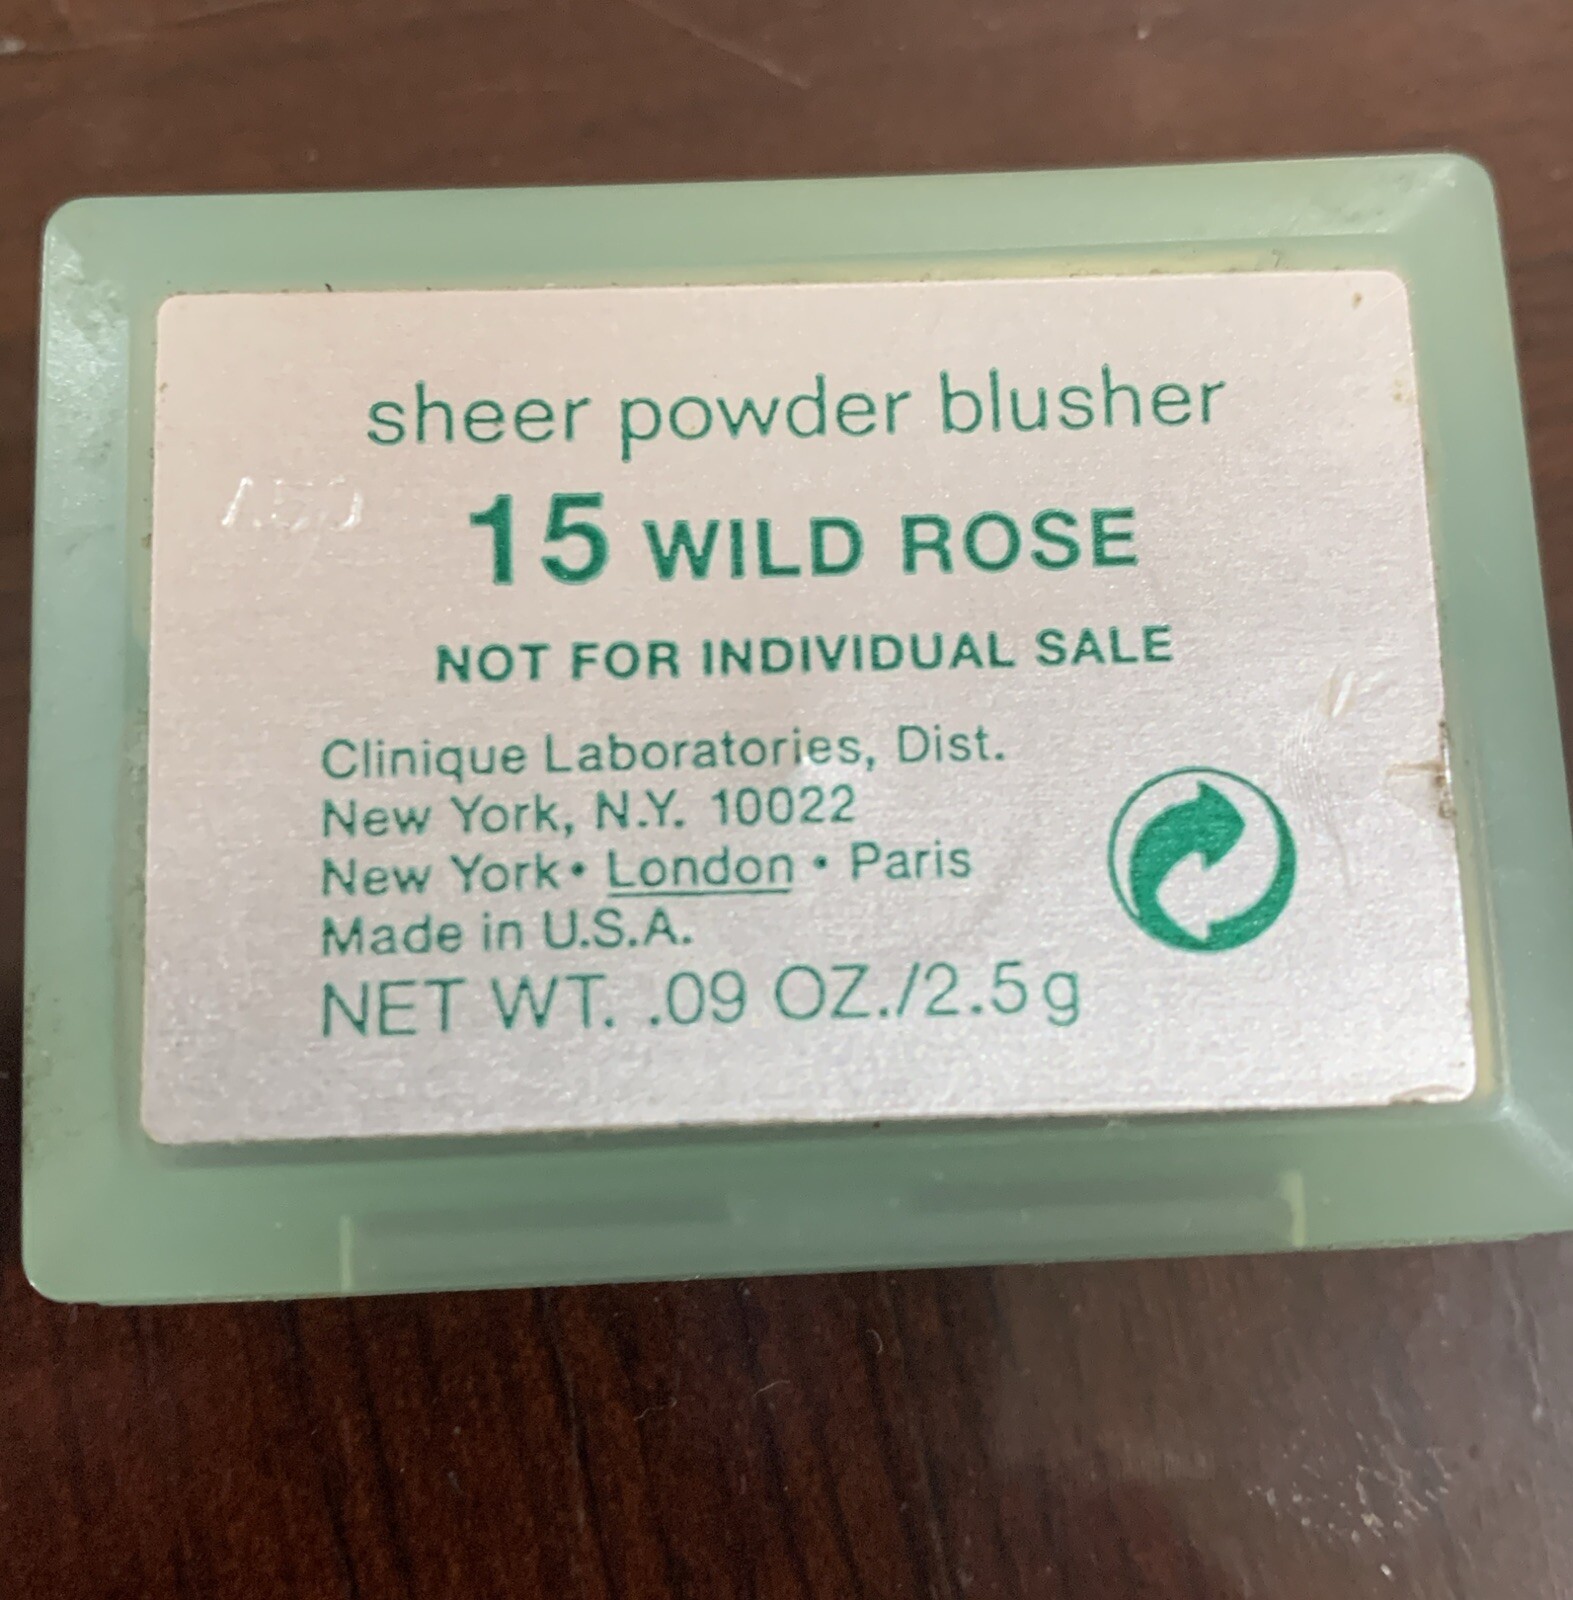 sheer powder blusher
15 WILD ROSE
NOT FOR INDIVIDUAL SALE
Clinique Laboratories, Dist.
New York, N.Y. 10022
New York • London • Paris
Made in U.S.A.
NET WT. .09 OZ./2.5g